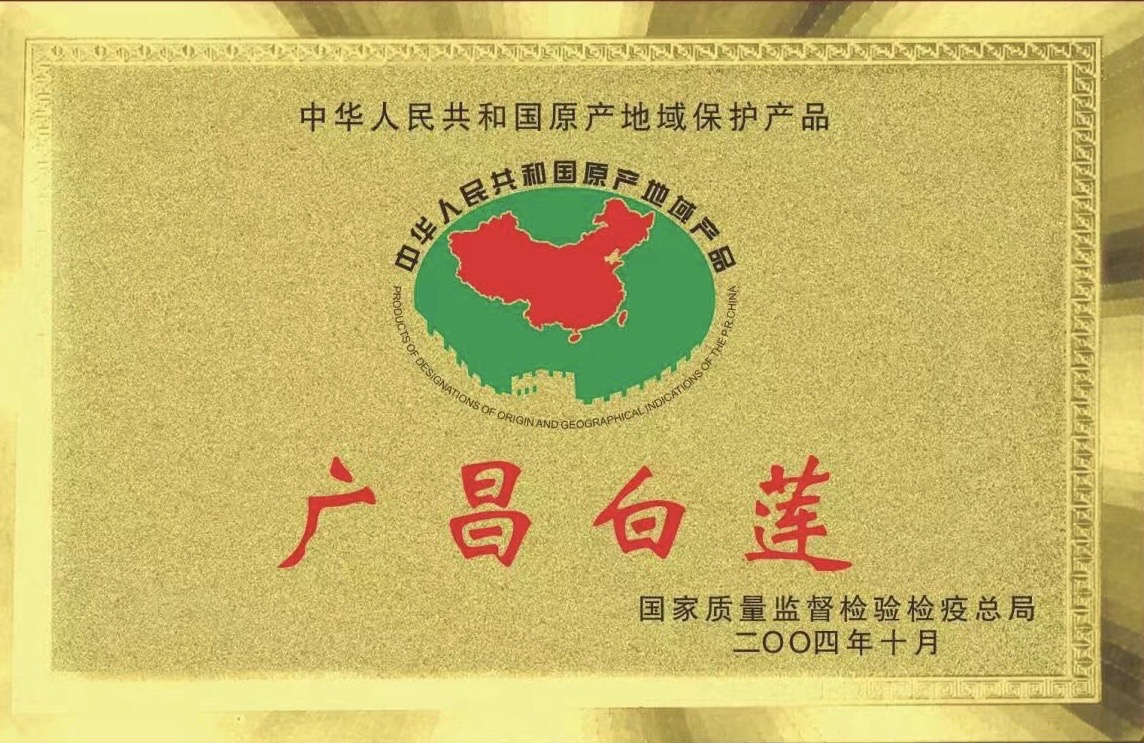 中华人民共和国原产地域保护产品
中华人民共和国原产地域产品
PRODUCTS OF DESIGNATIONS OF ORIGIN AND GEOGRAPHICAL INDICATIONS OF THE P.R.CHINA
广昌白莲
国家质量监督检验检疫总局
二〇〇四年十月